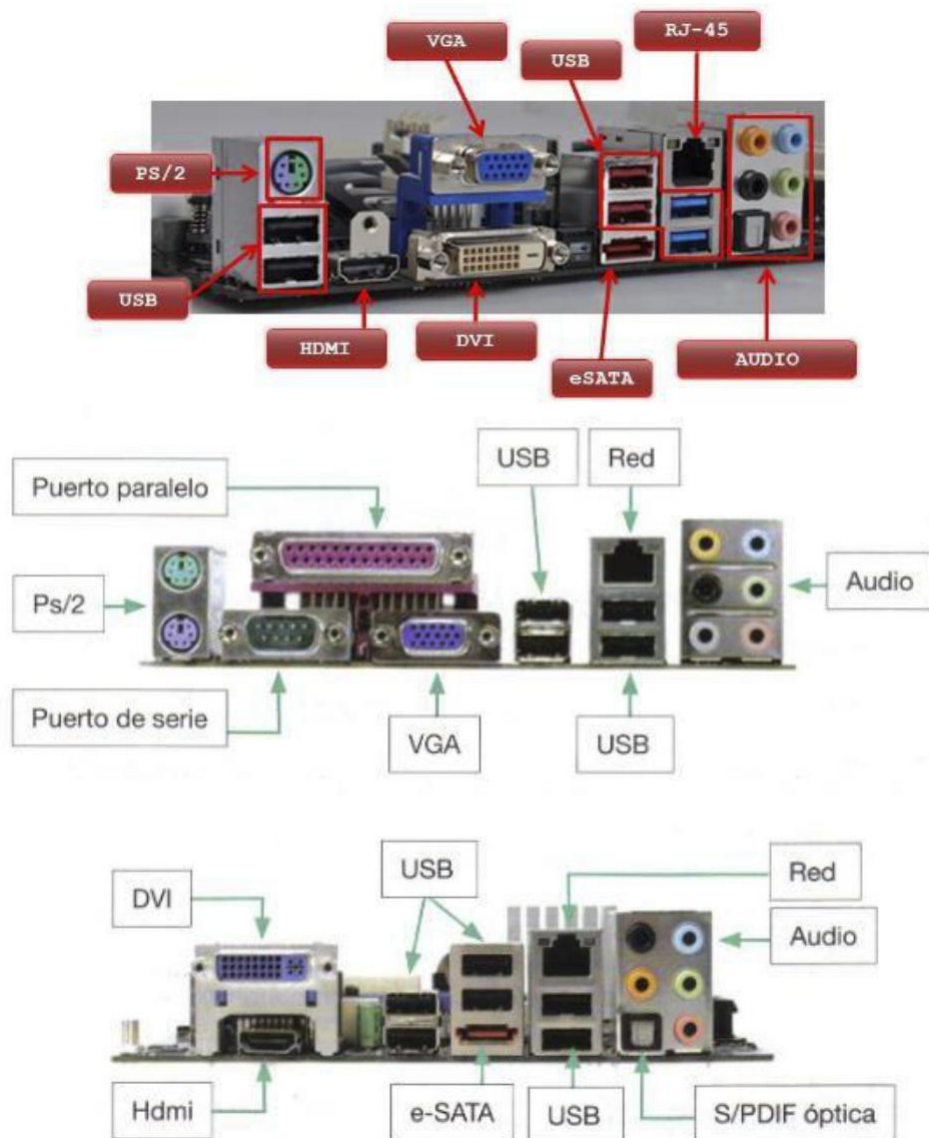 VGA
RJ-45
USB
PS/2
USB
HDMI
DVI
eSATA
AUDIO
USB
Red
Puerto paralelo
Ps/2
Audio
Puerto de serie
VGA
USB
USB
Red
DVI
Audio
Hdmi
e-SATA
USB
S/PDIF óptica